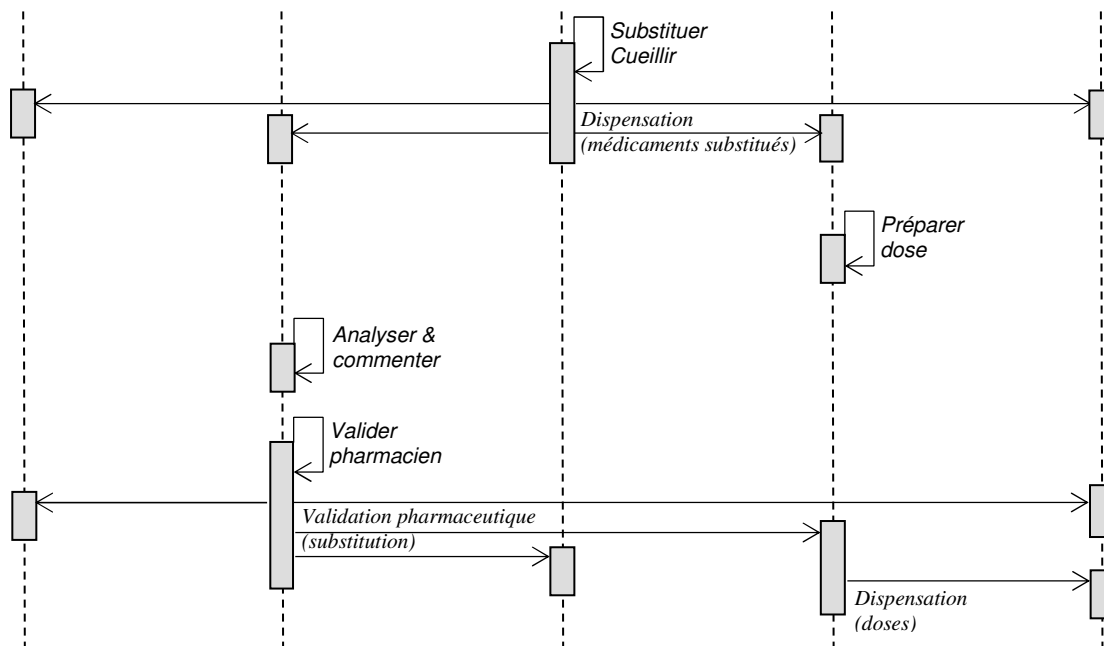 Substituer
Cueillir
Dispensation
(médicaments substitués)
Préparer
dose
Analyser &
commenter
Valider
pharmacien
Validation pharmaceutique
(substitution)
Dispensation
(doses)